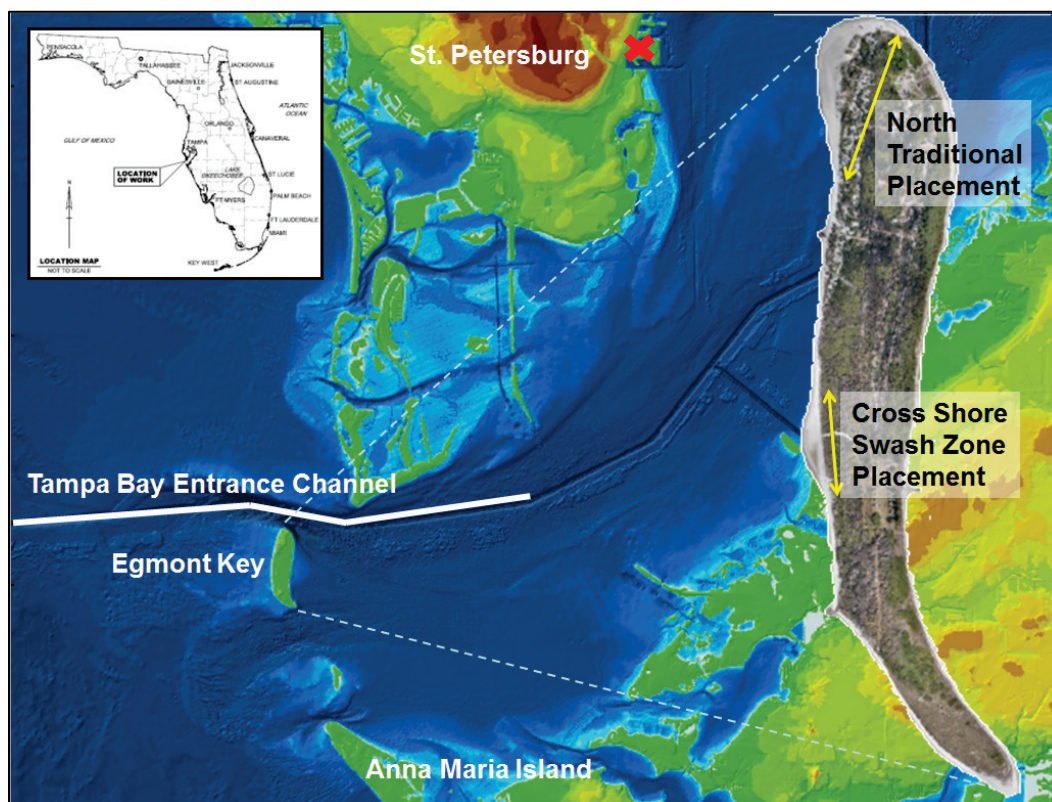 PENSACOLA
TALLAHASSEE
JACKSONVILLE
ST AUGUSTINE
GAINESVILLE
ATLANTIC
OCEAN
ORLANDO
CANAVERAL
GULF OF MEXICO
TAMPA
LOCATION
OF WORK
LAKE
OKEECHOBEE
ST LUCIE
PALM BEACH
FT MYERS
FT LAUDERDALE
MIAMI
N
KEY WEST
LOCATION MAP
NOT TO SCALE
St. Petersburg
North
Traditional
Placement
Cross Shore
Swash Zone
Placement
Tampa Bay Entrance Channel
Egmont Key
Anna Maria Island